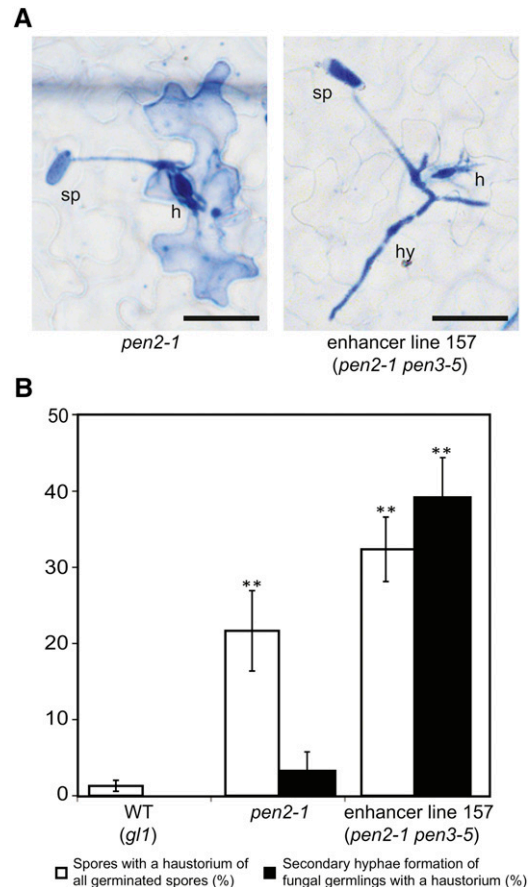 A
sp
h
sp
h
hy
pen2-1
enhancer line 157
(pen2-1 pen3-5)
B
50
40
30
20
10
0
**
**
**
WT
(gl1)
pen2-1
enhancer line 157
(pen2-1 pen3-5)
Spores with a haustorium of
all germinated spores (%)
Secondary hyphae formation of
fungal germlings with a haustorium (%)